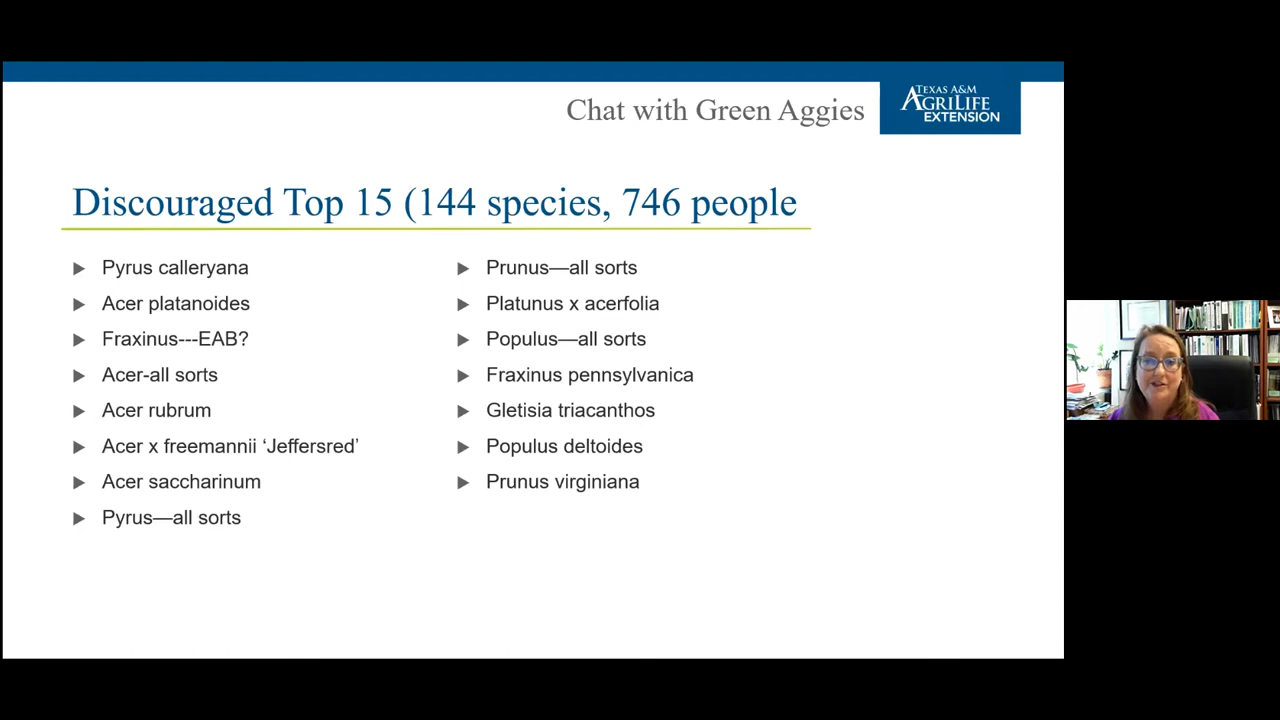 Chat with Green Aggies
TEXAS A&M
AGRILIFE
EXTENSION
Discouraged Top 15 (144 species, 746 people
Pyrus calleryana
Acer platanoides
Fraxinus---EAB?
Acer-all sorts
Acer rubrum
Acer x freemannii ‘Jeffersred’
Acer saccharinum
Pyrus—all sorts
Prunus—all sorts
Platunus x acerfolia
Populus—all sorts
Fraxinus pennsylvanica
Gletisia triacanthos
Populus deltoides
Prunus virginiana